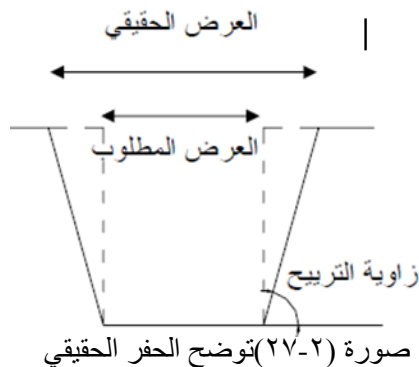 العرض الحقيقي
العرض المطلوب
زاوية الترييح
صورة (٢-٢٧)توضح الحفر الحقيقي